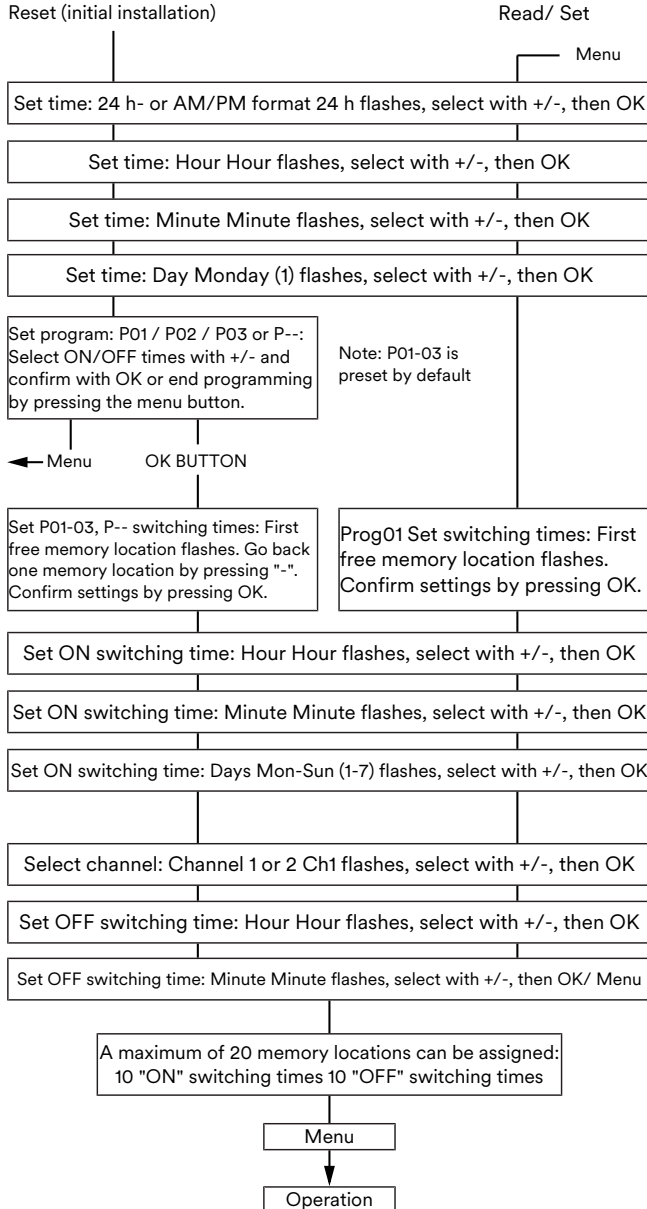 Reset (initial installation)
Read/ Set
Menu
Set time: 24 h- or AM/PM format 24 h flashes, select with +/-, then OK
Set time: Hour Hour flashes, select with +/-, then OK
Set time: Minute Minute flashes, select with +/-, then OK
Set time: Day Monday (1) flashes, select with +/-, then OK
Set program: P01 / P02 / P03 or P--:
Select ON/OFF times with +/- and
confirm with OK or end programming
by pressing the menu button.
Note: P01-03 is
preset by default
Menu
OK BUTTON
Set P01-03, P-- switching times: First
free memory location flashes. Go back
one memory location by pressing "-".
Confirm settings by pressing OK.
Prog01 Set switching times: First
free memory location flashes.
Confirm settings by pressing OK.
Set ON switching time: Hour Hour flashes, select with +/-, then OK
Set ON switching time: Minute Minute flashes, select with +/-, then OK
Set ON switching time: Days Mon-Sun (1-7) flashes, select with +/-, then OK
Select channel: Channel 1 or 2 Ch1 flashes, select with +/-, then OK
Set OFF switching time: Hour Hour flashes, select with +/-, then OK
Set OFF switching time: Minute Minute flashes, select with +/-, then OK/ Menu
A maximum of 20 memory locations can be assigned:
10 "ON" switching times 10 "OFF" switching times
Menu
Operation